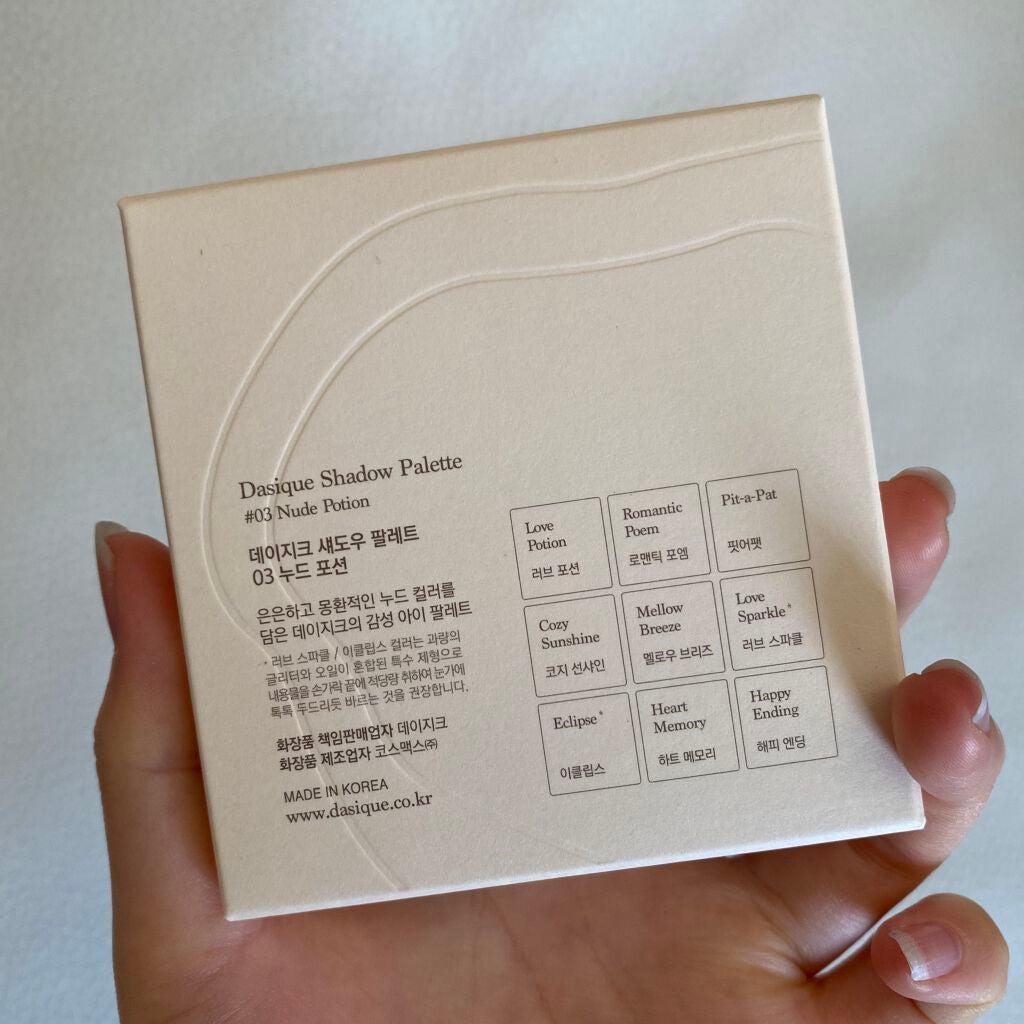 Dasique Shadow Palette
#03 Nude Potion
데이지크 섀도우 팔레트
03 누드 포션
은은하고 몽환적인 누드 컬러를
담은 데이지크의 감성 아이 팔레트
* 러브 스파클 / 이클립스 컬러는 과량의
글리터와 오일이 혼합된 특수 제형으로
내용물을 손가락 끝에 적당량 취하여 눈가에
톡톡 두드리듯 바르는 것을 권장합니다.
화장품 책임판매업자 데이지크
화장품 제조업자 코스맥스㈜
MADE IN KOREA
www.dasique.co.kr
Love
Potion
러브 포션
Romantic
Poem
로맨틱 포엠
Pit-a-Pat
핏어팻
Cozy
Sunshine
코지 선샤인
Mellow
Breeze
멜로우 브리즈
Love
Sparkle*
러브 스파클
Eclipse*
이클립스
Heart
Memory
하트 메모리
Happy
Ending
해피 엔딩